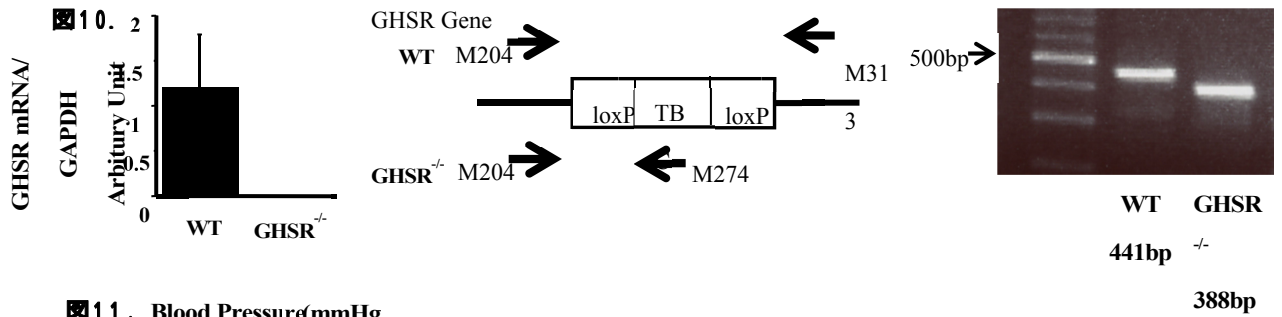 図10.
GHSR mRNA/
GAPDH
Arbitury Unit
2
1.5
1
0.5
0
WT
GHSR-/-
GHSR Gene
WT M204
M31
3
loxP TB loxP
GHSR-/- M204
M274
500bp
WT GHSR
-/-
441bp
388bp
図11. Blood Pressure(mmHg